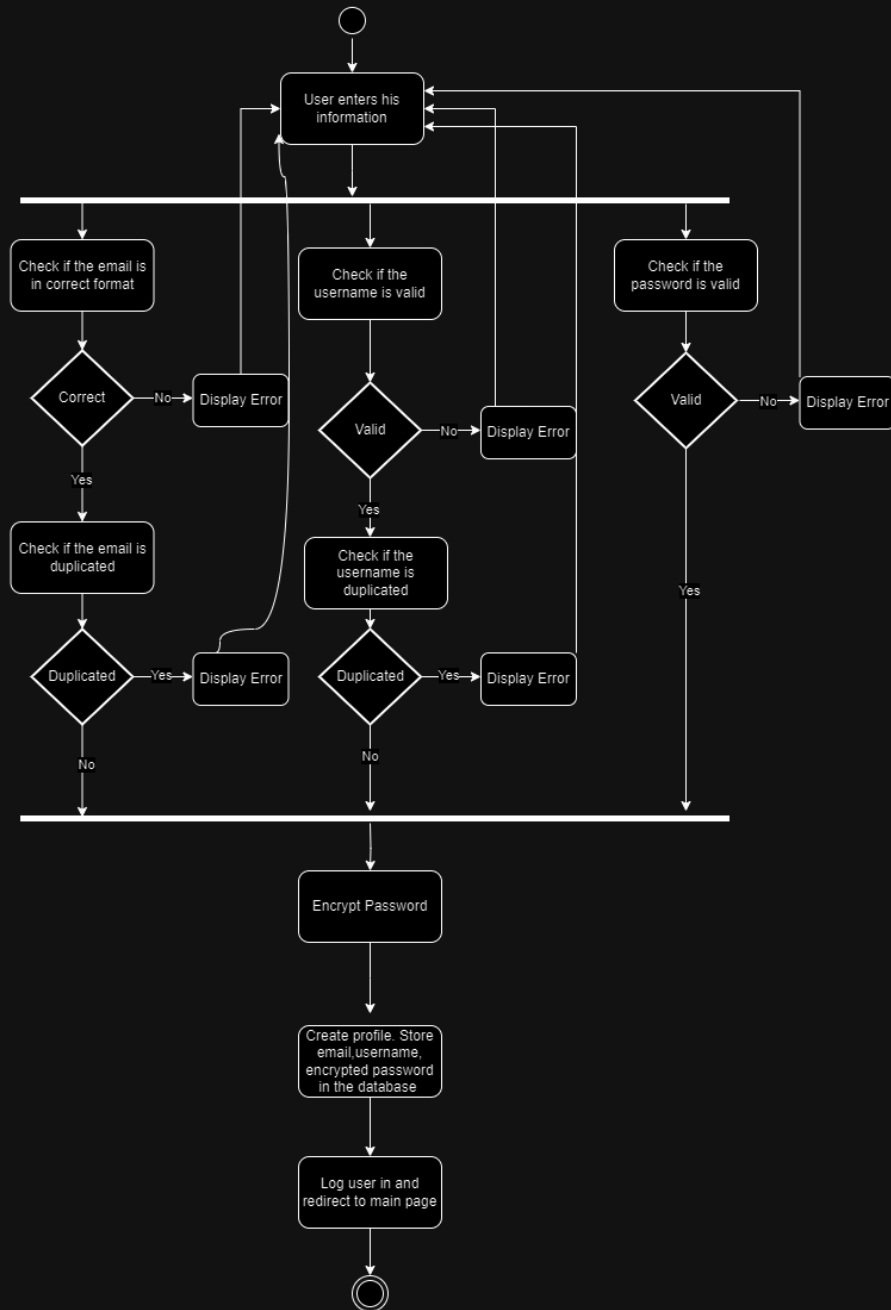 User enters his
information
Check if the email is
in correct format
Check if the
username is valid
Check if the
password is valid
Correct
No
Display Error
Valid
No
Display Error
Valid
No
Display Error
Yes
Yes
Check if the email is
duplicated
Check if the
username is
duplicated
Yes
Duplicated
Yes
Display Error
Duplicated
Yes
Display Error
No
No
Encrypt Password
Create profile. Store
email,username,
encrypted password
in the database
Log user in and
redirect to main page